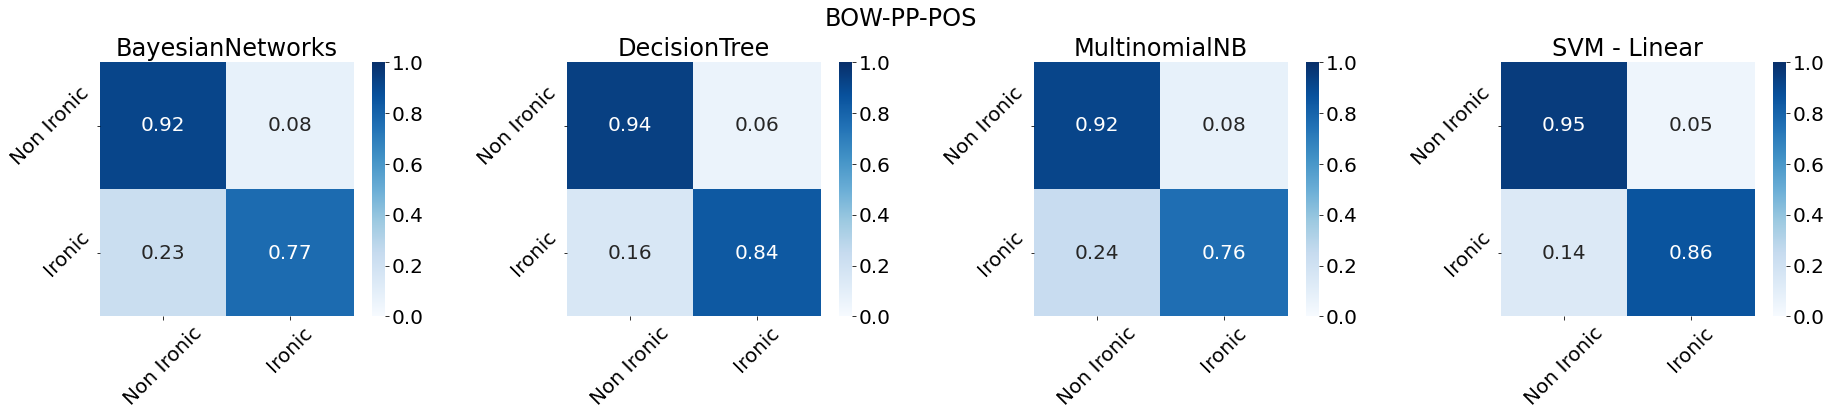 BOW-PP-POS
BayesianNetworks
Non Ironic
Ironic
0.92
0.08
0.23
0.77
Non Ironic
Ironic
1.0
0.8
0.6
0.4
0.2
0.0
DecisionTree
Non Ironic
Ironic
0.94
0.06
0.16
0.84
Non Ironic
Ironic
1.0
0.8
0.6
0.4
0.2
0.0
MultinomialNB
Non Ironic
Ironic
0.92
0.08
0.24
0.76
Non Ironic
Ironic
1.0
0.8
0.6
0.4
0.2
0.0
SVM - Linear
Non Ironic
Ironic
0.95
0.05
0.14
0.86
Non Ironic
Ironic
1.0
0.8
0.6
0.4
0.2
0.0